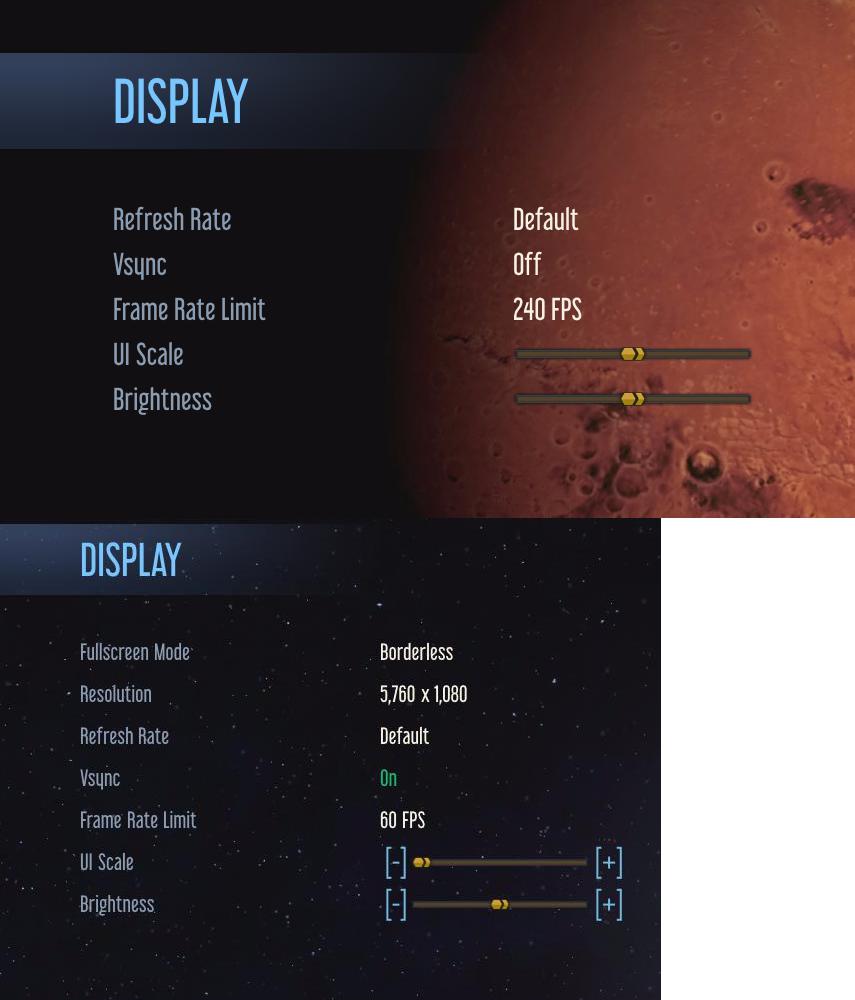 DISPLAY
Refresh Rate Default
Vsync Off
Frame Rate Limit 240 FPS
UI Scale
Brightness
DISPLAY
Fullscreen Mode Borderless
Resolution 5,760 x 1,080
Refresh Rate Default
Vsync On
Frame Rate Limit 60 FPS
UI Scale [-] [+]
Brightness [-] [+]